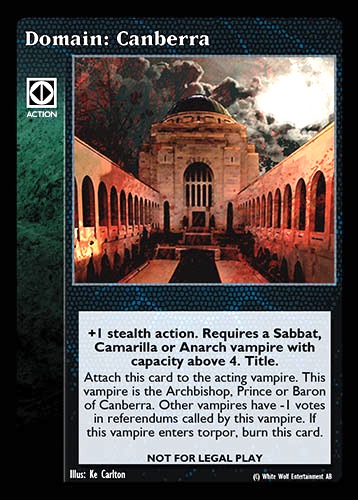 Domain: Canberra
ACTION
+1 stealth action. Requires a Sabbat,
Camarilla or Anarch vampire with
capacity above 4. Title.
Attach this card to the acting vampire. This
vampire is the Archbishop, Prince or Baron
of Canberra. Other vampires have -1 votes
in referendums called by this vampire. If
this vampire enters torpor, burn this card.
NOT FOR LEGAL PLAY
Illus: Ke Carlton
(C) White Wolf Entertainment AB